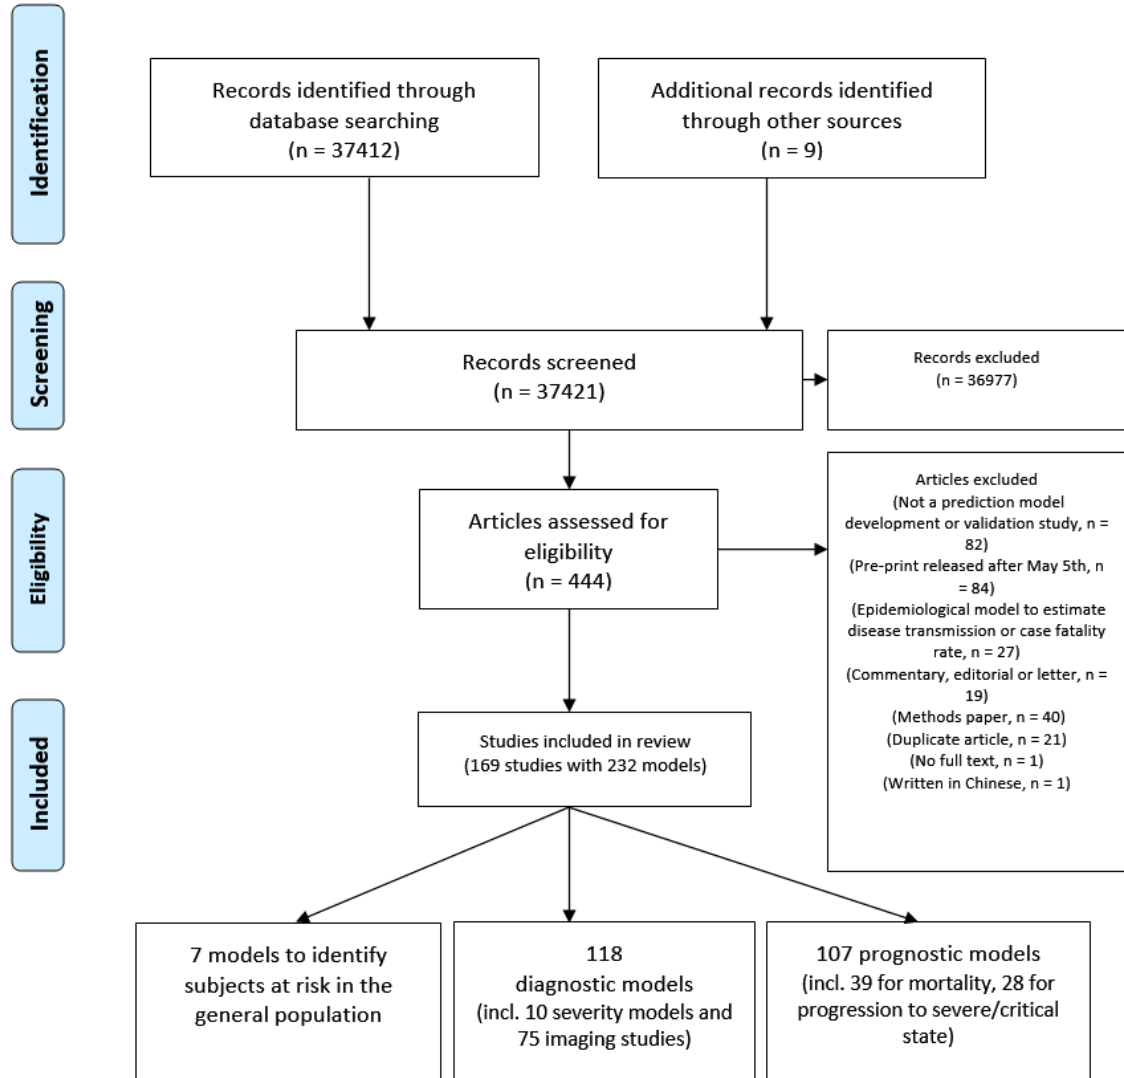 Identification
Records identified through
database searching
(n = 37412)
Additional records identified
through other sources
(n = 9)
Screening
Records screened
(n = 37421)
Records excluded
(n = 36977)
Eligibility
Articles assessed for
eligibility
(n = 444)
Articles excluded
(Not a prediction model
development or validation study, n =
82)
(Pre-print released after May 5th, n
= 84)
(Epidemiological model to estimate
disease transmission or case fatality
rate, n = 27)
(Commentary, editorial or letter, n =
19)
(Methods paper, n = 40)
(Duplicate article, n = 21)
(No full text, n = 1)
(Written in Chinese, n = 1)
Included
Studies included in review
(169 studies with 232 models)
7 models to identify
subjects at risk in the
general population
118
diagnostic models
(incl. 10 severity models and
75 imaging studies)
107 prognostic models
(incl. 39 for mortality, 28 for
progression to severe/critical
state)